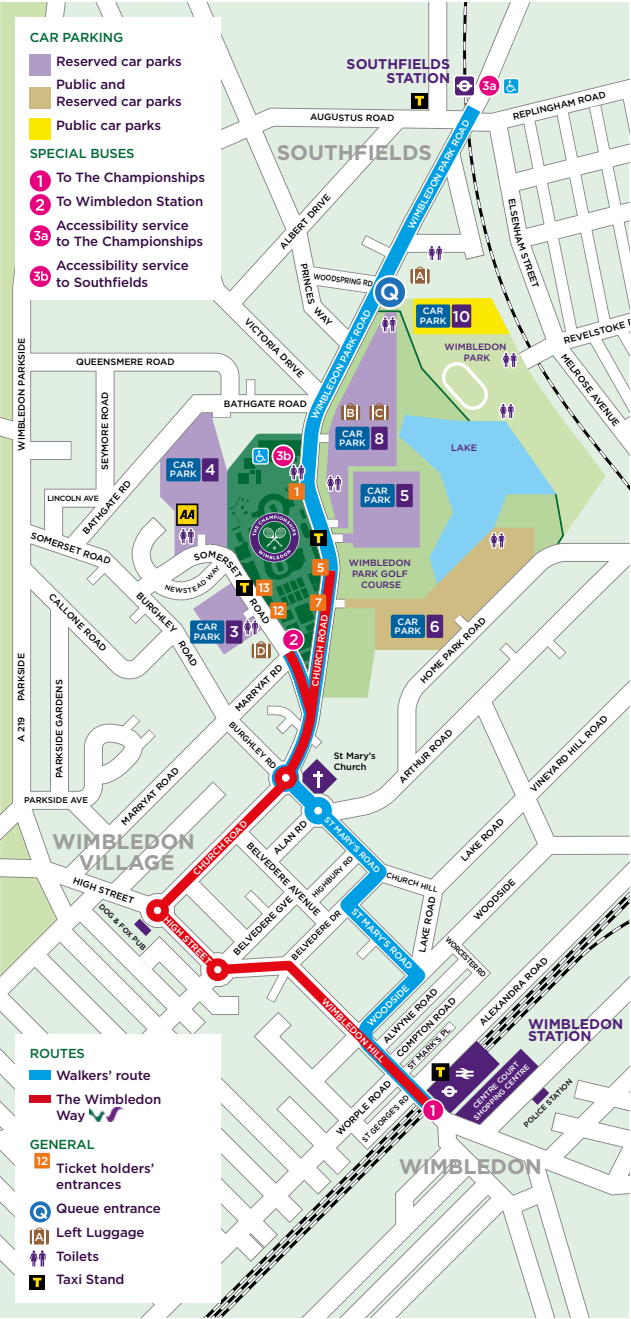 CAR PARKING
Reserved car parks
Public and
Reserved car parks
Public car parks
SPECIAL BUSES
1 To The Championships
2 To Wimbledon Station
3a Accessibility service
to The Championships
3b Accessibility service
to Southfields
SOUTHFIELDS
STATION
3a
T
AUGUSTUS ROAD
REPLINGHAM ROAD
SOUTHFIELDS
WIMBLEDON PARK ROAD
ALBERT DRIVE
ELSENHAM STREET
PRINCES WAY
WOODSPRING RD
A
Q
CAR
PARK 10
WIMBLEDON
PARK
REVELSTOKE
MELROSE AVENUE
VICTORIA DRIVE
WIMBLEDON PARK ROAD
WIMBLEDON PARKSIDE
QUEENSMERE ROAD
SEYMORE ROAD
BATHGATE ROAD
B
C
CAR
PARK 8
LAKE
3b
CAR
PARK 4
1
CAR
PARK 5
LINCOLN AVE
BATHGATE RD
AA
THE CHAMPIONSHIPS
WIMBLEDON
T
SOMERSET ROAD
SOMERSET ROAD
NEWSTEAD WAY
5
WIMBLEDON
PARK GOLF
COURSE
T
13
12
7
CALLONE ROAD
BURGHLEY ROAD
CAR
PARK 3
D
2
CHURCH ROAD
CAR
PARK 6
HOME PARK ROAD
A 219 PARKSIDE
PARKSIDE GARDENS
MARRYAT RD
BURGHLEY RD
St Mary's
Church
ARTHUR ROAD
VINEYARD HILL ROAD
MARRYAT ROAD
PARKSIDE AVE
WIMBLEDON
VILLAGE
CHURCH ROAD
ALAN RD
ST MARY'S ROAD
LAKE ROAD
HIGH STREET
BELVEDERE AVENUE
HIGHBURY RD
CHURCH HILL
WOODSIDE
DOG & FOX PUB
HIGH STREET
BELVEDERE GVE
BELVEDERE DR
ST MARY'S ROAD
LAKE ROAD
WORCESTER RD
ALEXANDRA ROAD
WOODSIDE
ALWYNE ROAD
COMPTON ROAD
ST MARK'S PL
WIMBLEDON HILL
WIMBLEDON
STATION
T
CENTRE COURT
SHOPPING CENTRE
POLICE STATION
WORPLE ROAD
ST GEORGE'S RD
1
WIMBLEDON
ROUTES
Walkers' route
The Wimbledon
Way
GENERAL
12 Ticket holders'
entrances
Q Queue entrance
A Left Luggage
Toilets
T Taxi Stand